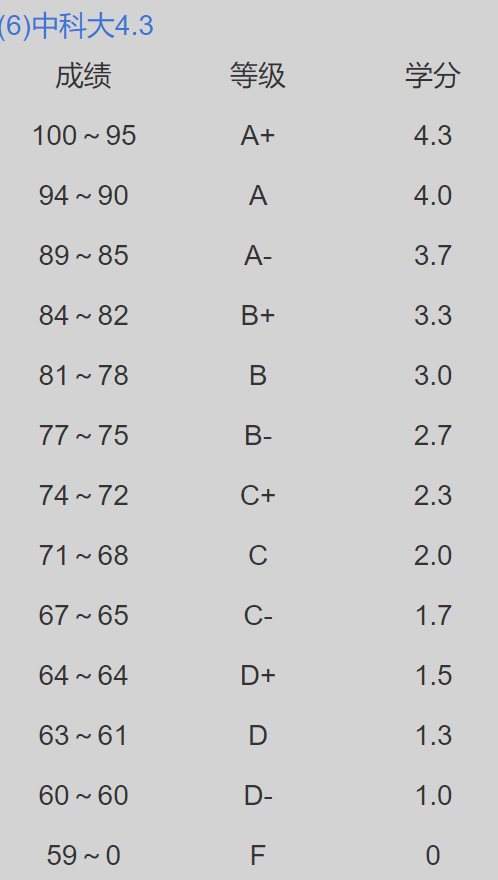 (6)中科大4.3
成绩 等级 学分
100～95 A+ 4.3
94～90 A 4.0
89～85 A- 3.7
84～82 B+ 3.3
81～78 B 3.0
77～75 B- 2.7
74～72 C+ 2.3
71～68 C 2.0
67～65 C- 1.7
64～64 D+ 1.5
63～61 D 1.3
60～60 D- 1.0
59～0 F 0